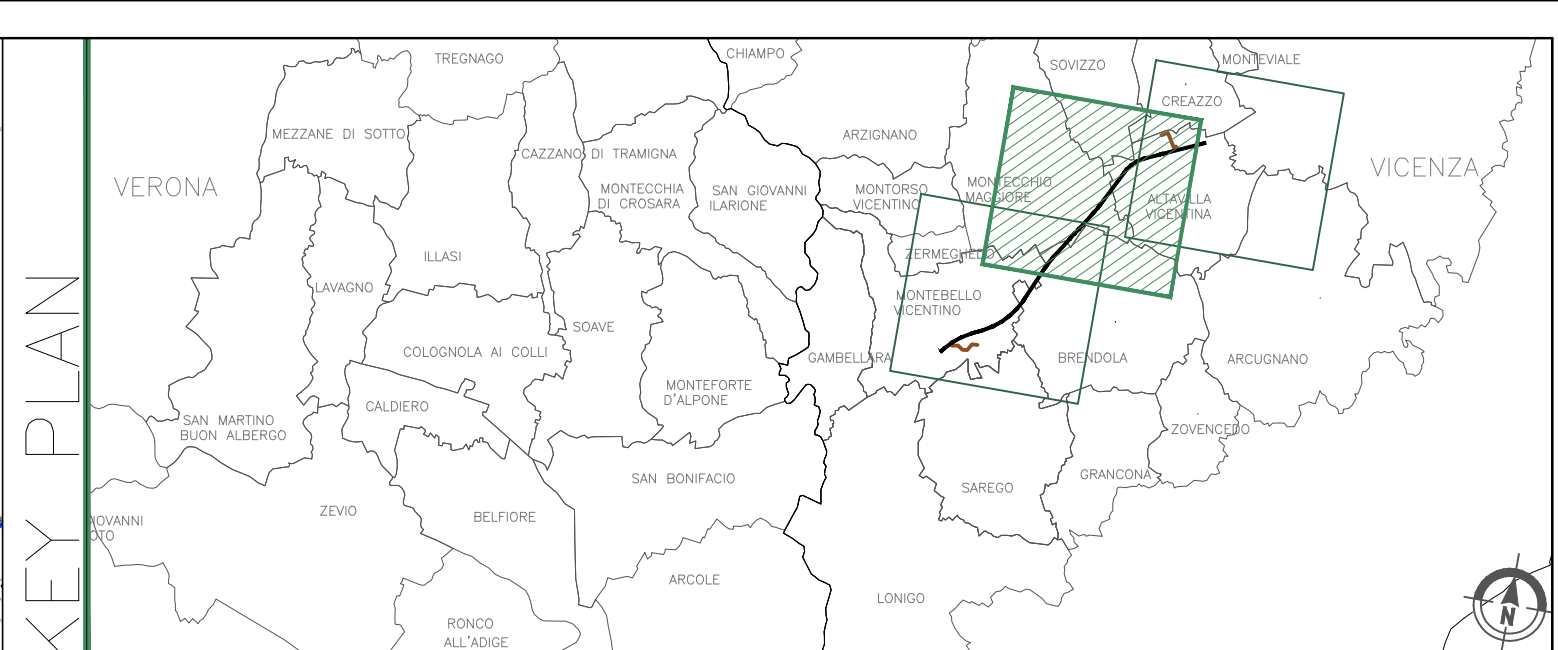 KEY PLAN
TREGNAGO
CHIAMPO
SOVIZZO
MONTEVIALE
CREAZZO
MEZZANE DI SOTTO
ARZIGNANO
CAZZANO DI TRAMIGNA
VICENZA
VERONA
MONTECCHIA
DI CROSARA
SAN GIOVANNI
ILARIONE
MONTORSO
VICENTINO
MONTECCHIO
MAGGIORE
ALTAVILLA
VICENTINA
ILLASI
ZERMEGHEDO
LAVAGNO
MONTEBELLO
VICENTINO
SOAVE
COLOGNOLA AI COLLI
GAMBELLARA
BRENDOLA
ARCUGNANO
MONTEFORTE
D'ALPONE
CALDIERO
SAN MARTINO
BUON ALBERGO
ZOVENCEDO
SAN BONIFACIO
GRANCONA
SAREGO
ZEVIO
BELFIORE
IOVANNI
OTO
ARCOLE
LONIGO
RONCO
ALL'ADIGE
N